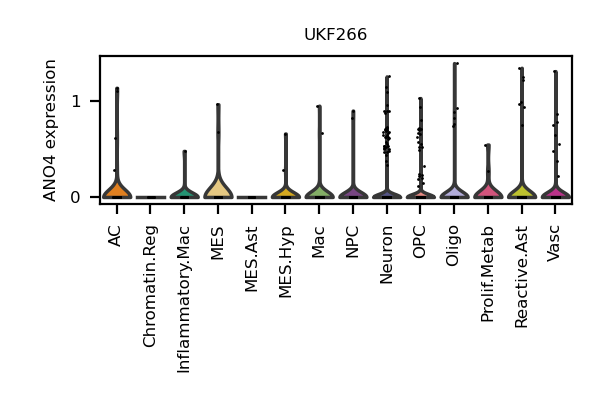 UKF266
ANO4 expression
1
0
AC
Chromatin.Reg
Inflammatory.Mac
MES
MES.Ast
MES.Hyp
Mac
NPC
Neuron
OPC
Oligo
Prolif.Metab
Reactive.Ast
Vasc